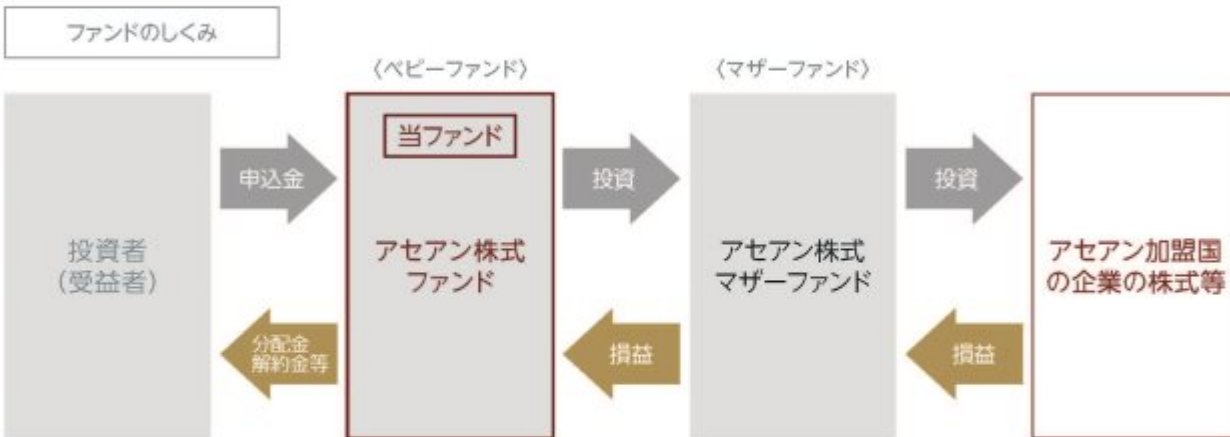 ファンドのしくみ
〈ベビーファンド〉
〈マザーファンド〉
当ファンド
申込金
投資
投資
投資者
(受益者)
アセアン株式
ファンド
アセアン株式
マザーファンド
アセアン加盟国
の企業の株式等
分配金
解約金等
損益
損益